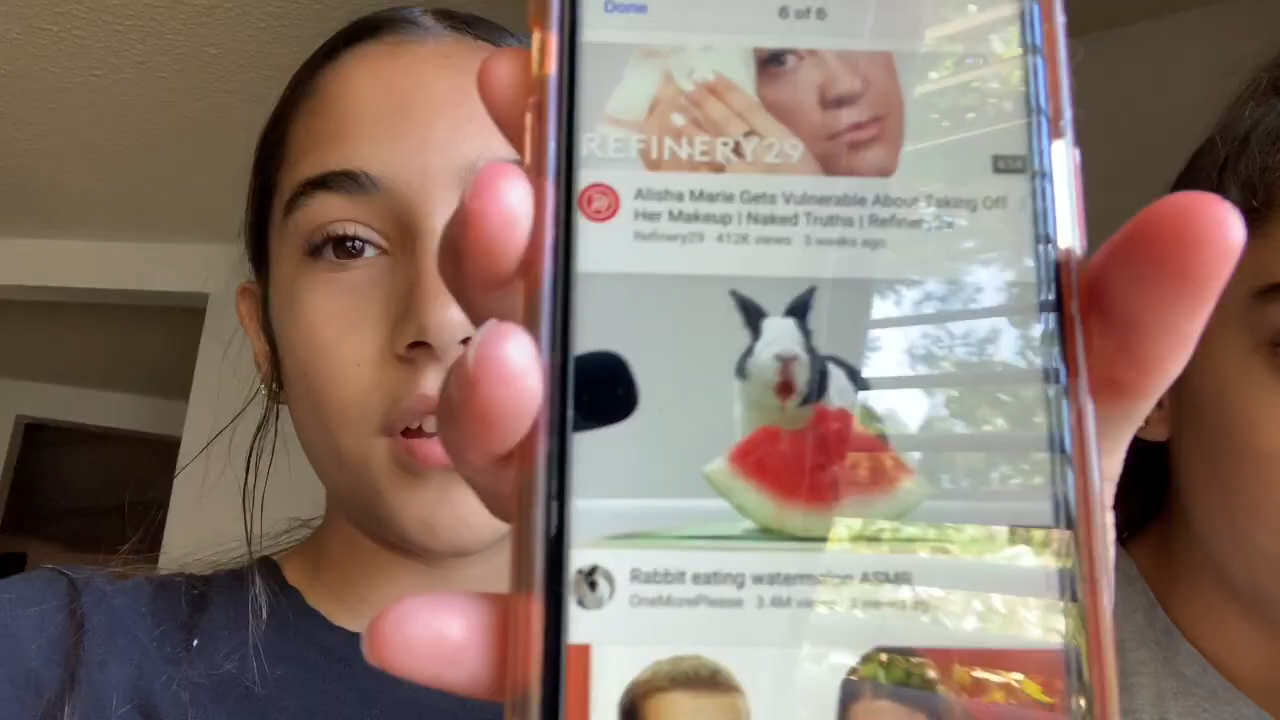 Done
6 of 6
REFINERY29
Alisha Marie Gets Vulnerable About Taking Off
Her Makeup | Naked Truths | Refinery29
Refinery29 · 412K views · 3 weeks ago
Rabbit eating watermelon ASMR
OneMorePlease · 3.4M views